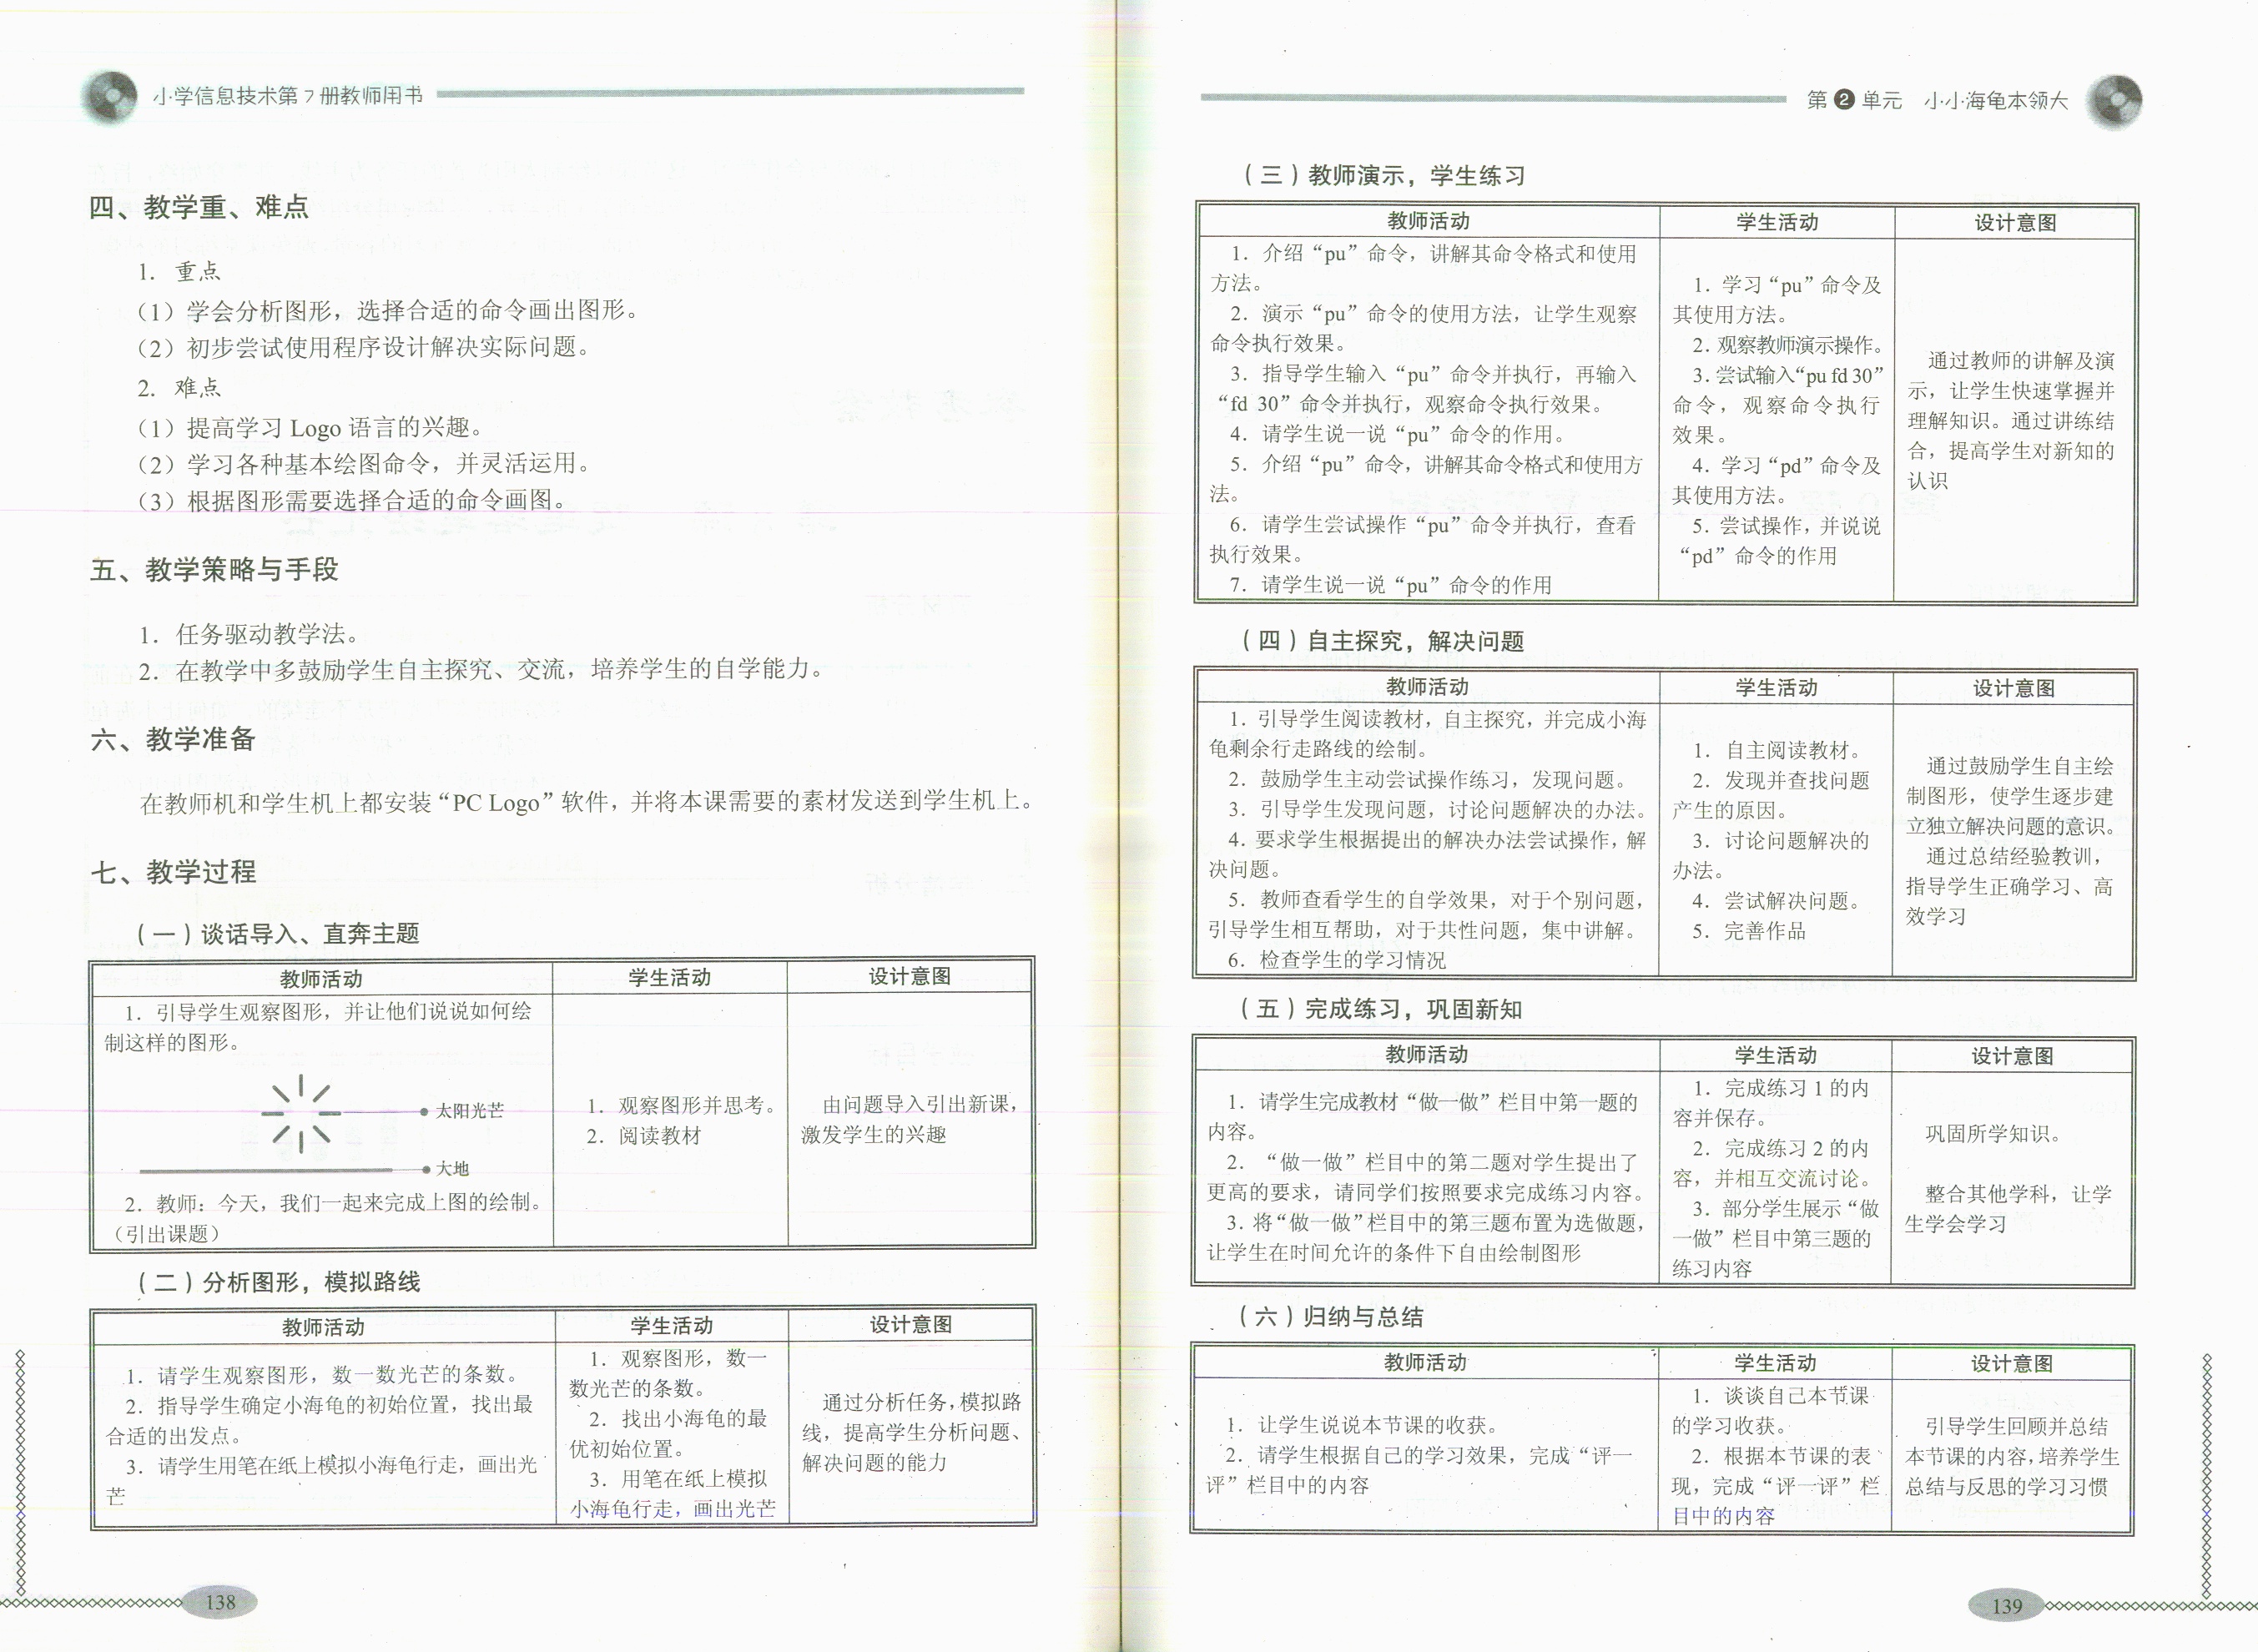 小学信息技术第7册教师用书
四、教学重、难点
1. 重点
（1）学会分析图形，选择合适的命令画出图形。
（2）初步尝试使用程序设计解决实际问题。
2. 难点
（1）提高学习 Logo 语言的兴趣。
（2）学习各种基本绘图命令，并灵活运用。
（3）根据图形需要选择合适的命令画图。
五、教学策略与手段
1. 任务驱动教学法。
2. 在教学中多鼓励学生自主探究、交流，培养学生的自学能力。
六、教学准备
在教师机和学生机上都安装“PC Logo”软件，并将本课需要的素材发送到学生机上。
七、教学过程
（一）谈话导入、直奔主题
教师活动
学生活动
设计意图
1. 引导学生观察图形，并让他们说说如何绘
制这样的图形。
太阳光芒
大地
2. 教师：今天，我们一起来完成上图的绘制。
（引出课题）
1. 观察图形并思考。
2. 阅读教材
由问题导入引出新课，
激发学生的兴趣
（二）分析图形，模拟路线
教师活动
学生活动
设计意图
1. 请学生观察图形，数一数光芒的条数。
2. 指导学生确定小海龟的初始位置，找出最
合适的出发点。
3. 请学生用笔在纸上模拟小海龟行走，画出光
芒
1. 观察图形，数一
数光芒的条数。
2. 找出小海龟的最
优初始位置。
3. 用笔在纸上模拟
小海龟行走，画出光芒
通过分析任务，模拟路
线，提高学生分析问题、
解决问题的能力
138
第2单元 小小海龟本领大
（三）教师演示，学生练习
教师活动
学生活动
设计意图
1. 介绍“pu”命令，讲解其命令格式和使用
方法。
2. 演示“pu”命令的使用方法，让学生观察
命令执行效果。
3. 指导学生输入“pu”命令并执行，再输入
“fd 30”命令并执行，观察命令执行效果。
4. 请学生说一说“pu”命令的作用。
5. 介绍“pu”命令，讲解其命令格式和使用方
法。
6. 请学生尝试操作“pu”命令并执行，查看
执行效果。
7. 请学生说一说“pu”命令的作用
1. 学习“pu”命令及
其使用方法。
2. 观察教师演示操作。
3. 尝试输入“pu fd 30”
命令，观察命令执行
效果。
4. 学习“pd”命令及
其使用方法。
5. 尝试操作，并说说
“pd”命令的作用
通过教师的讲解及演
示，让学生快速掌握并
理解知识。通过讲练结
合，提高学生对新知的
认识
（四）自主探究，解决问题
教师活动
学生活动
设计意图
1. 引导学生阅读教材，自主探究，并完成小海
龟剩余行走路线的绘制。
2. 鼓励学生主动尝试操作练习，发现问题。
3. 引导学生发现问题，讨论问题解决的办法。
4. 要求学生根据提出的解决办法尝试操作，解
决问题。
5. 教师查看学生的自学效果，对于个别问题，
引导学生相互帮助，对于共性问题，集中讲解。
6. 检查学生的学习情况
1. 自主阅读教材。
2. 发现并查找问题
产生的原因。
3. 讨论问题解决的
办法。
4. 尝试解决问题。
5. 完善作品
通过鼓励学生自主绘
制图形，使学生逐步建
立独立解决问题的意识。
通过总结经验教训，
指导学生正确学习、高
效学习
（五）完成练习，巩固新知
教师活动
学生活动
设计意图
1. 请学生完成教材“做一做”栏目中第一题的
内容。
2. “做一做”栏目中的第二题对学生提出了
更高的要求，请同学们按照要求完成练习内容。
3. 将“做一做”栏目中的第三题布置为选做题，
让学生在时间允许的条件下自由绘制图形
1. 完成练习 1 的内
容并保存。
2. 完成练习 2 的内
容，并相互交流讨论。
3. 部分学生展示“做
一做”栏目中第三题的
练习内容
巩固所学知识。
整合其他学科，让学
生学会学习
（六）归纳与总结
教师活动
学生活动
设计意图
1. 让学生说说本节课的收获。
2. 请学生根据自己的学习效果，完成“评一
评”栏目中的内容
1. 谈谈自己本节课
的学习收获。
2. 根据本节课的表
现，完成“评一评”栏
目中的内容
引导学生回顾并总结
本节课的内容，培养学生
总结与反思的学习习惯
139